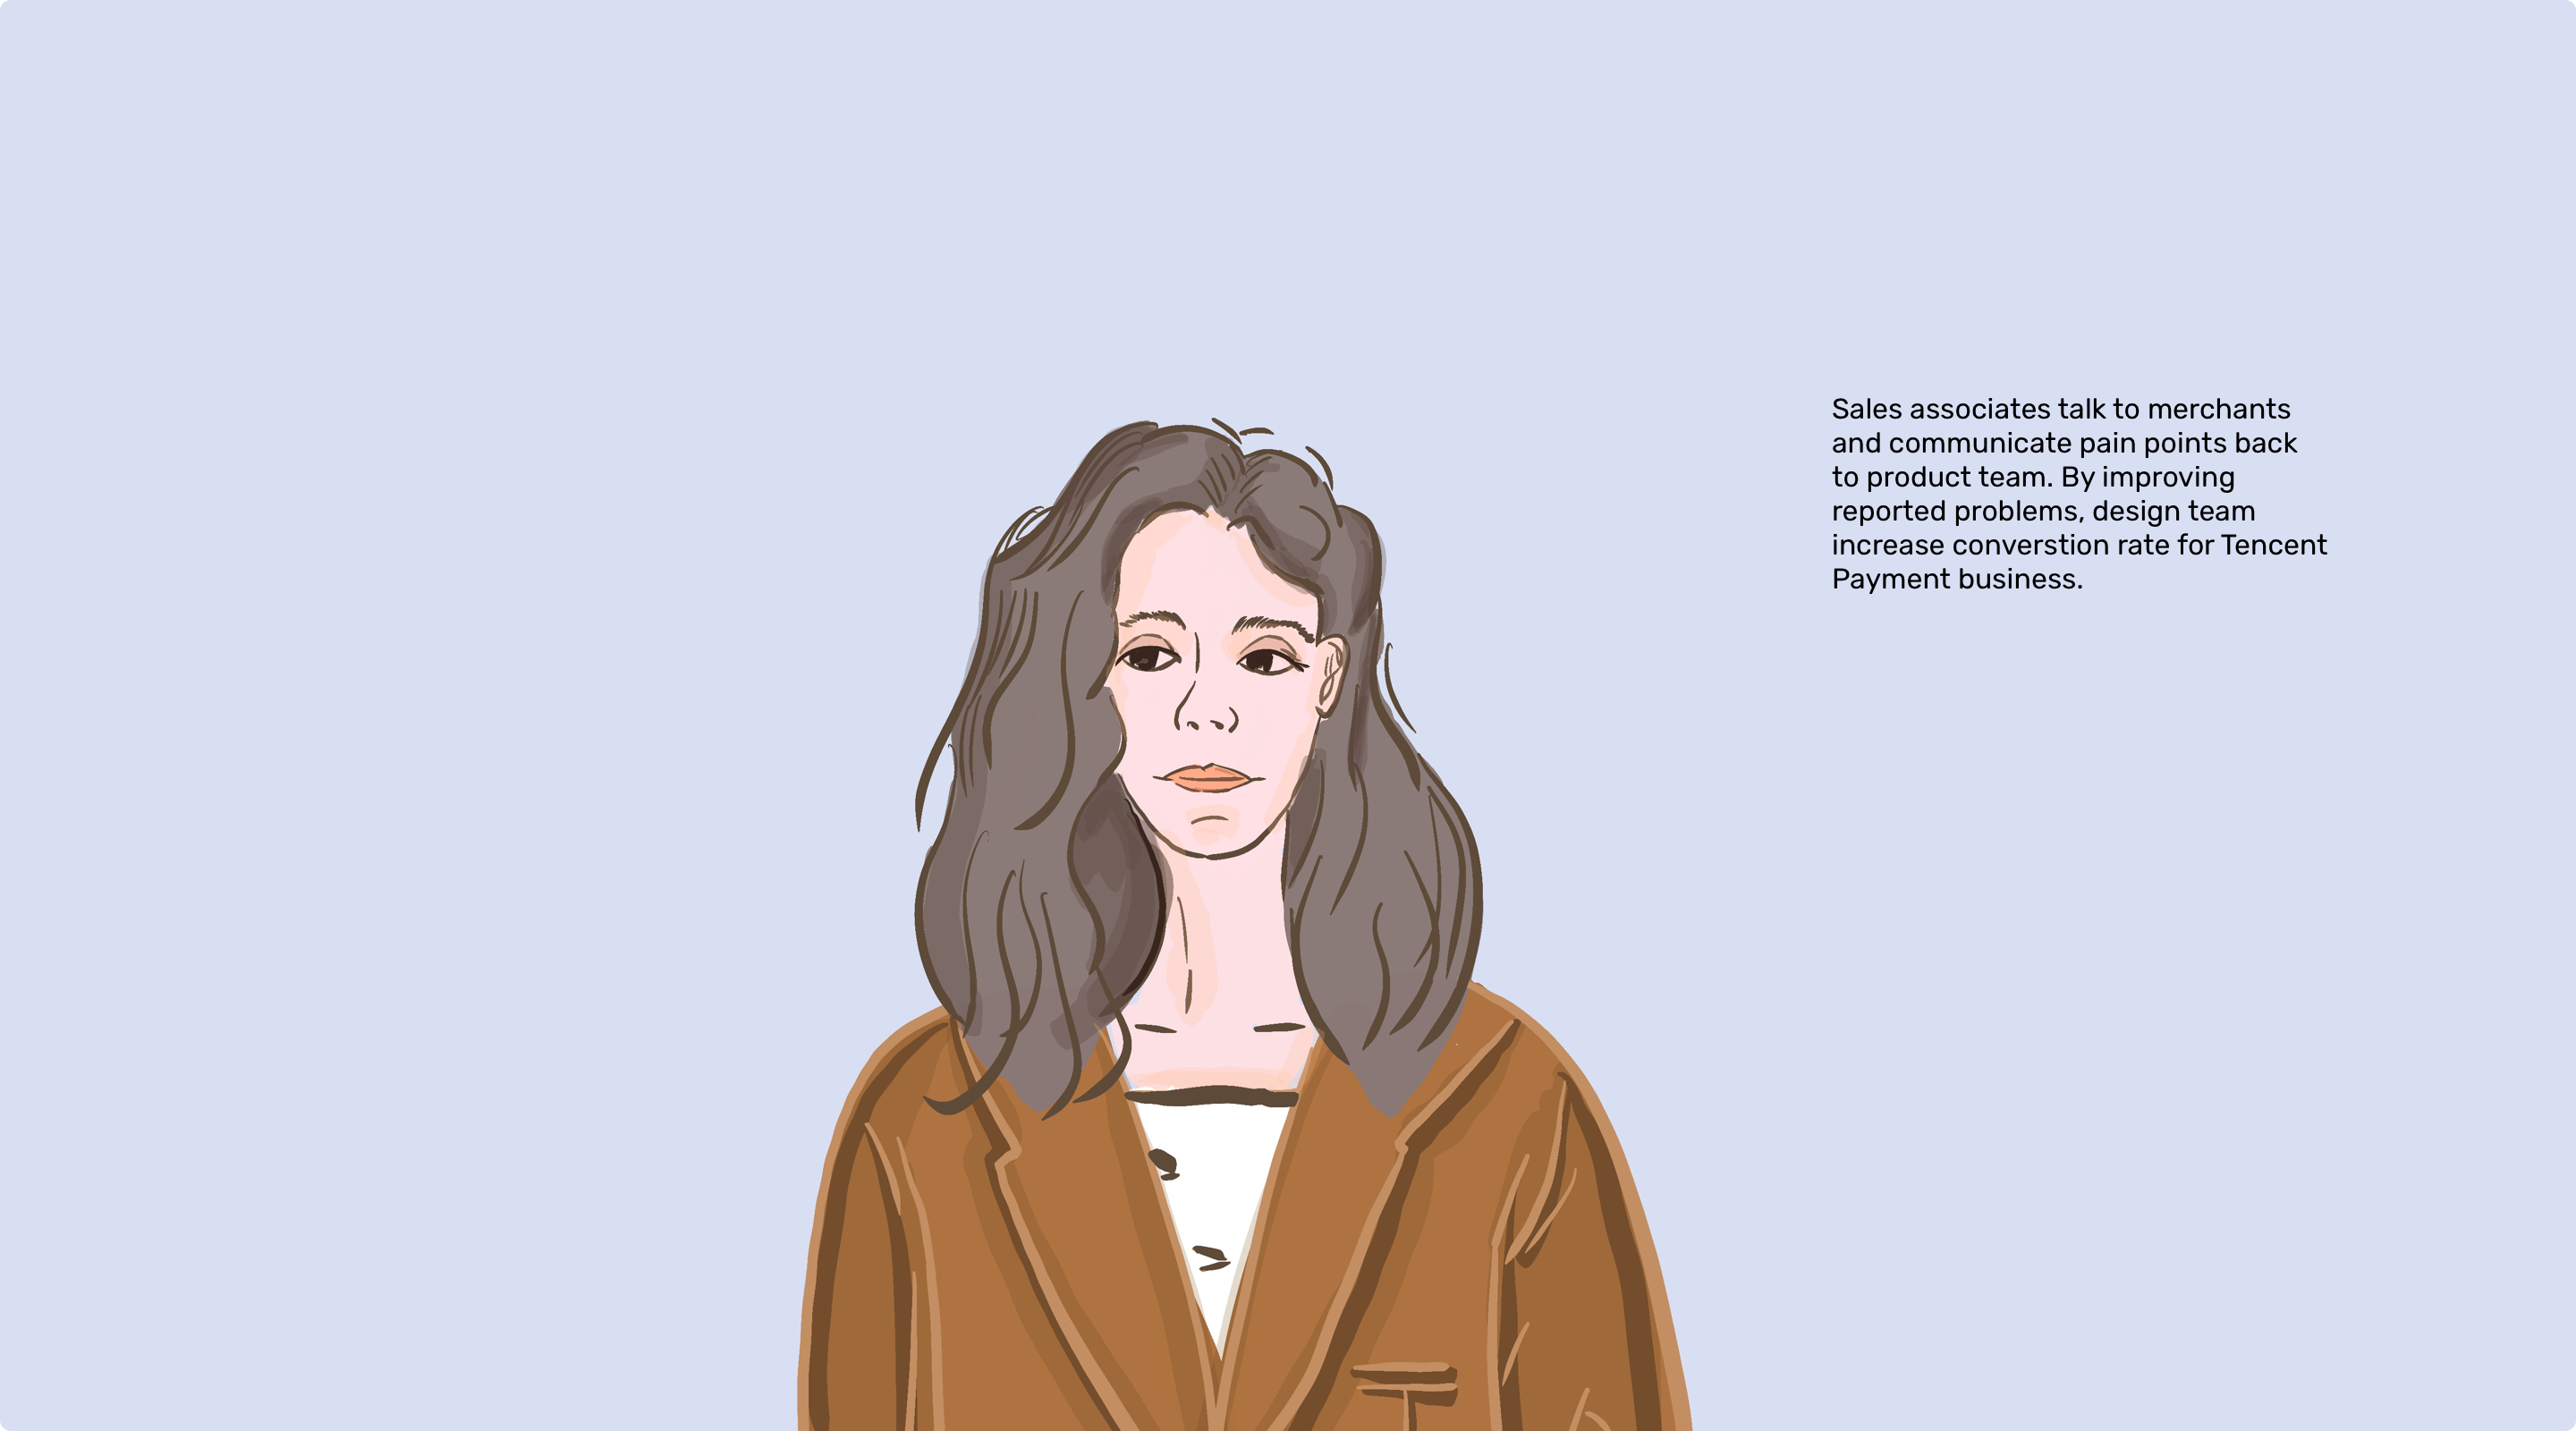 Sales associates talk to merchants
and communicate pain points back
to product team. By improving
reported problems, design team
increase converstion rate for Tencent
Payment business.